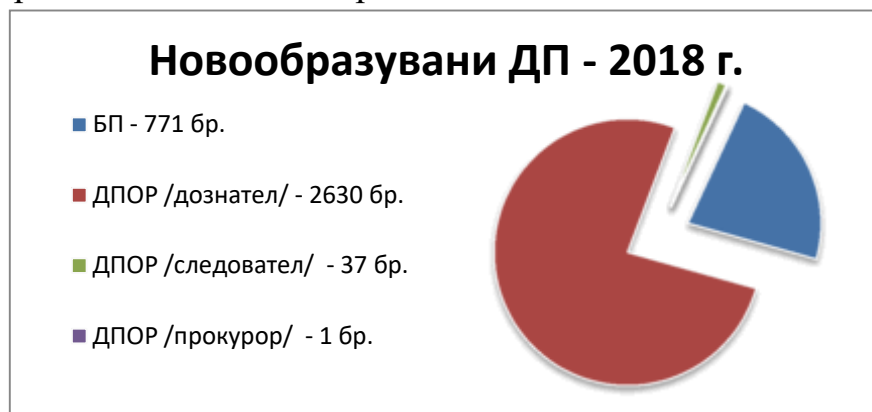 Новообразувани ДП - 2018 г.
БП - 771 бр.
ДПОР /дознател/ - 2630 бр.
ДПОР /следовател/ - 37 бр.
ДПОР /прокурор/ - 1 бр.